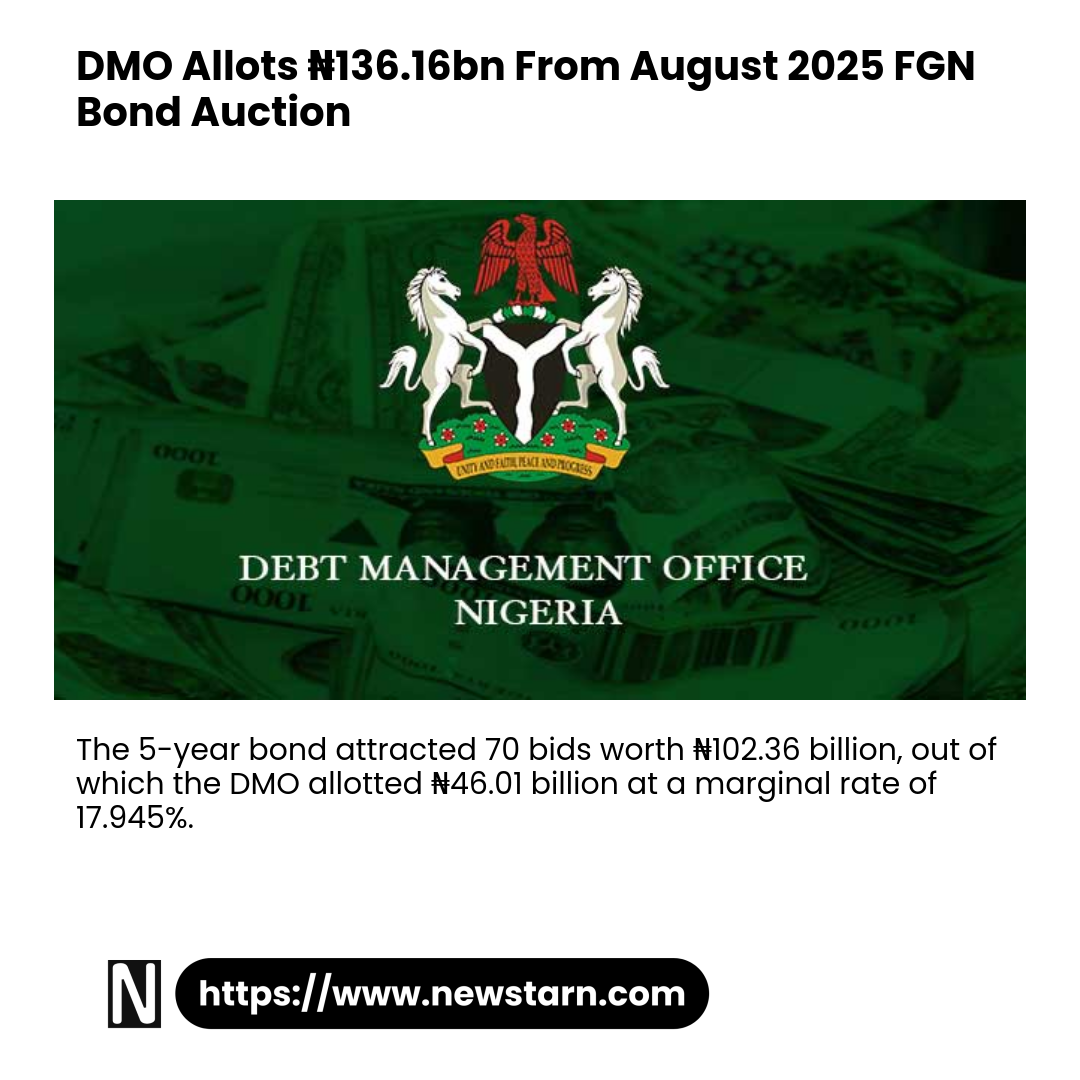 DMO Allots ₦136.16bn From August 2025 FGN
Bond Auction
UNITY AND FAITH, PEACE AND PROGRESS
1000
DEBT MANAGEMENT OFFICE
1000
NIGERIA
1000
1000
The 5-year bond attracted 70 bids worth ₦102.36 billion, out of
which the DMO allotted ₦46.01 billion at a marginal rate of
17.945%.
N
https://www.newstarn.com